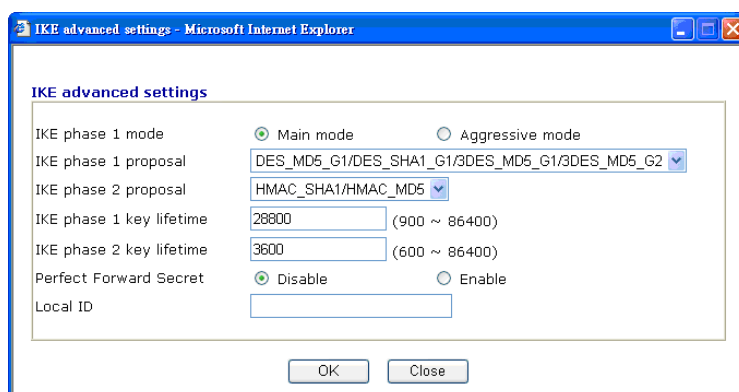 IKE advanced settings - Microsoft Internet Explorer
IKE advanced settings
IKE phase 1 mode Main mode Aggressive mode
IKE phase 1 proposal DES_MD5_G1/DES_SHA1_G1/3DES_MD5_G1/3DES_MD5_G2
IKE phase 2 proposal HMAC_SHA1/HMAC_MD5
IKE phase 1 key lifetime 28800 (900 ~ 86400)
IKE phase 2 key lifetime 3600 (600 ~ 86400)
Perfect Forward Secret Disable Enable
Local ID
OK Close